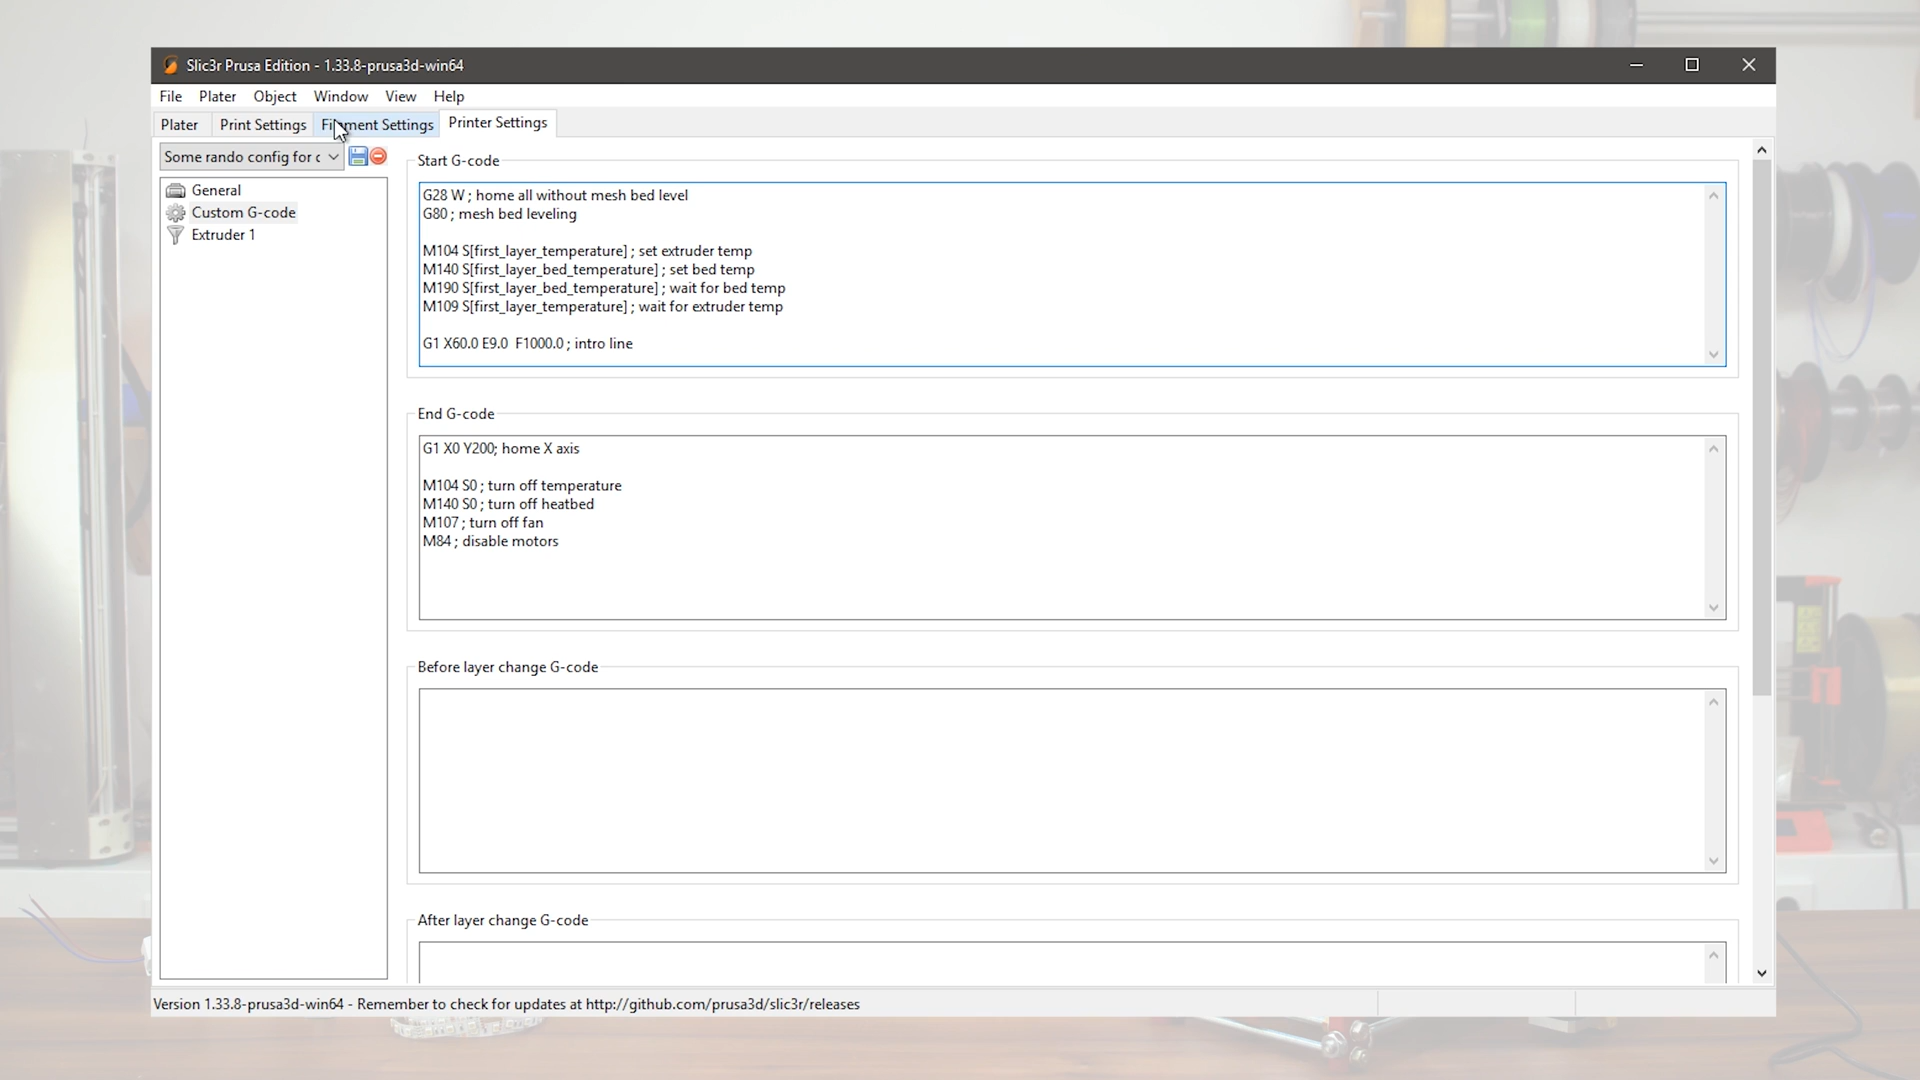 Slic3r Prusa Edition - 1.33.8-prusa3d-win64
File Plater Object Window View Help
Plater Print Settings Filament Settings Printer Settings
Some rando config for
General
Custom G-code
Extruder 1
Start G-code
G28 W ; home all without mesh bed level
G80 ; mesh bed leveling
M104 S[first_layer_temperature] ; set extruder temp
M140 S[first_layer_bed_temperature] ; set bed temp
M190 S[first_layer_bed_temperature] ; wait for bed temp
M109 S[first_layer_temperature] ; wait for extruder temp
G1 X60.0 E9.0  F1000.0 ; intro line
End G-code
G1 X0 Y200; home X axis
M104 S0 ; turn off temperature
M140 S0 ; turn off heatbed
M107 ; turn off fan
M84 ; disable motors
Before layer change G-code
After layer change G-code
Version 1.33.8-prusa3d-win64 - Remember to check for updates at http://github.com/prusa3d/slic3r/releases